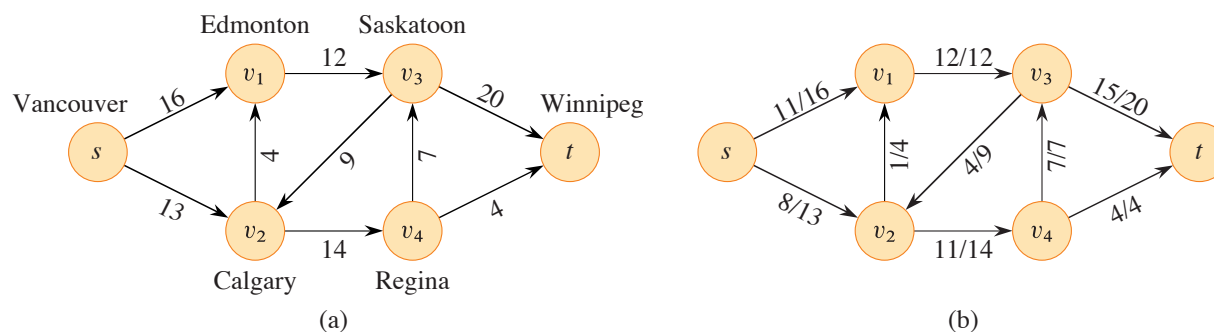 Edmonton Saskatoon
Vancouver
Winnipeg
s
v1
v2
v3
v4
t
16
13
12
4
9
14
7
20
4
Calgary Regina
(a)
s
v1
v2
v3
v4
t
11/16
8/13
12/12
1/4
4/9
11/14
7/7
15/20
4/4
(b)